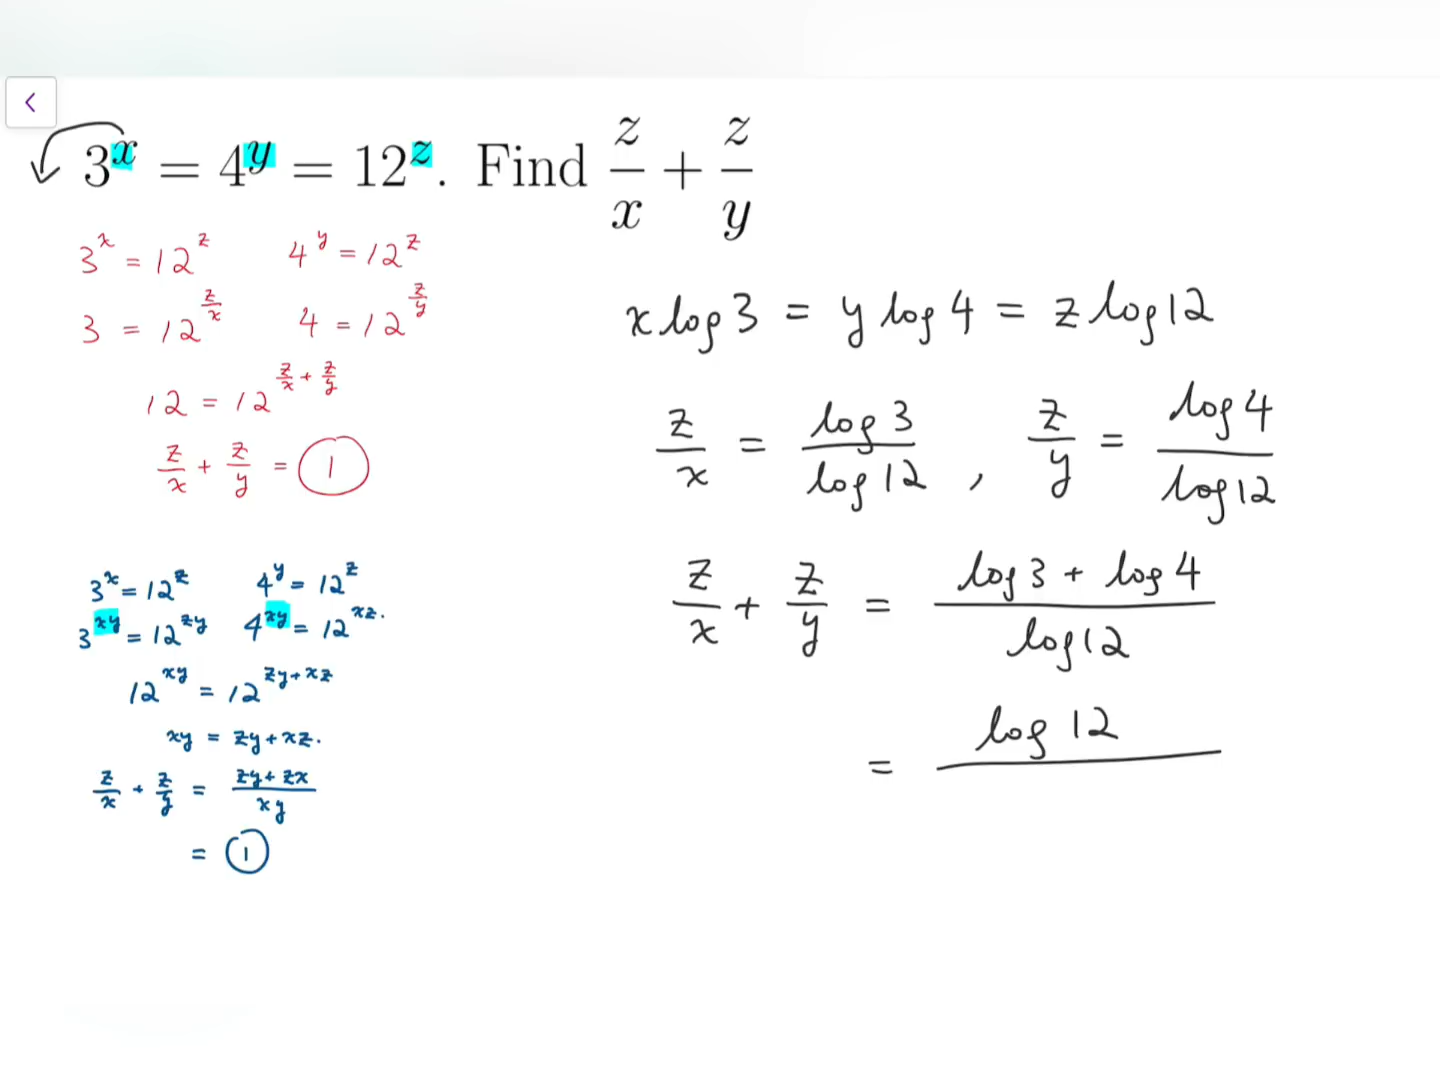 3^x = 4^y = 12^z. Find z/x + z/y
3^x = 12^z    4^y = 12^z
3 = 12^(z/x)    4 = 12^(z/y)
12 = 12^(z/x + z/y)
z/x + z/y = 1
3^x = 12^z    4^y = 12^z
3^(xy) = 12^(zy)    4^(xy) = 12^(xz).
12^(xy) = 12^(zy+xz)
xy = zy + xz.
z/x + z/y = (zy + zx)/(xy)
= 1
x log 3 = y log 4 = z log 12
z/x = log 3/log 12 , z/y = log 4/log 12
z/x + z/y = (log 3 + log 4)/log 12
= log 12/